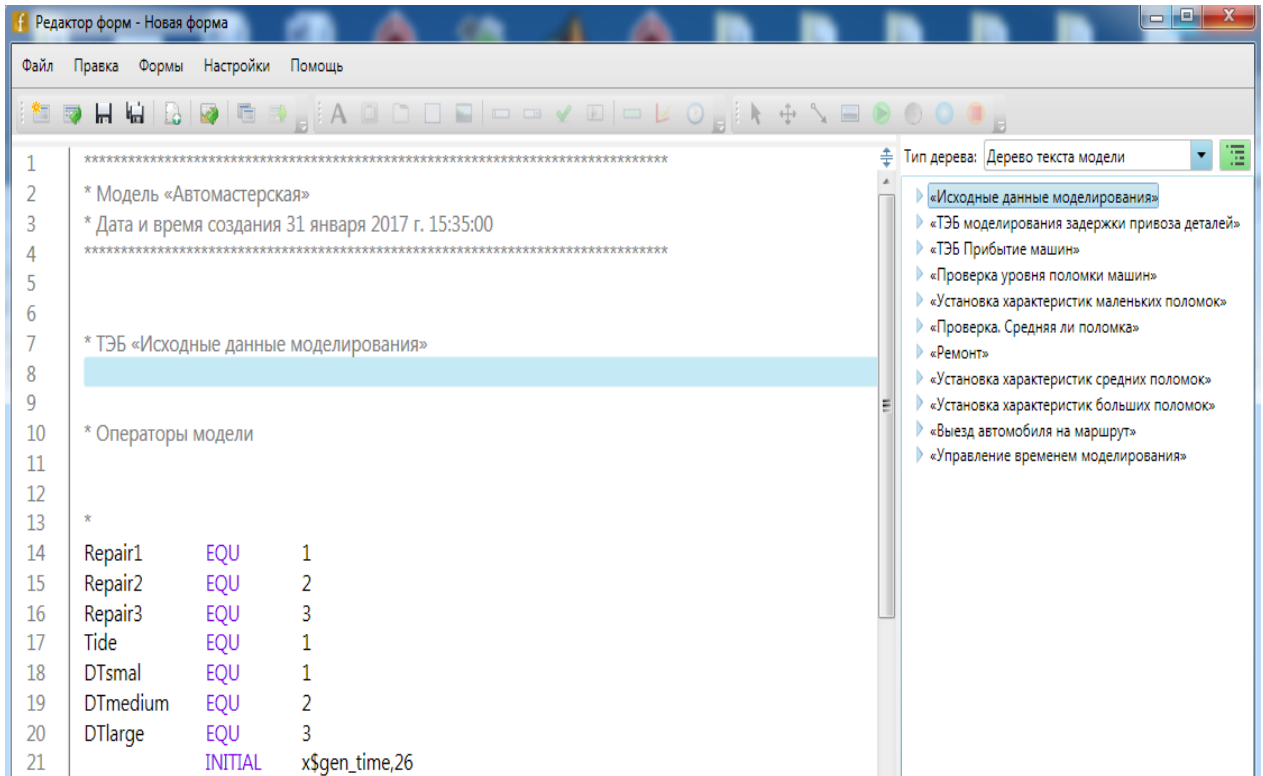 Редактор форм - Новая форма
Файл Правка Формы Настройки Помощь
1 ********************************************************************************
2 * Модель «Автомастерская»
3 * Дата и время создания 31 января 2017 г. 15:35:00
4 ********************************************************************************
5
6
7 * ТЭБ «Исходные данные моделирования»
8
9
10 * Операторы модели
11
12
13 *
14 Repair1 EQU 1
15 Repair2 EQU 2
16 Repair3 EQU 3
17 Tide EQU 1
18 DTsmal EQU 1
19 DTmedium EQU 2
20 DTlarge EQU 3
21 INITIAL x$gen_time,26
Тип дерева: Дерево текста модели
«Исходные данные моделирования»
«ТЭБ моделирования задержки привоза деталей»
«ТЭБ Прибытие машин»
«Проверка уровня поломки машин»
«Установка характеристик маленьких поломок»
«Проверка. Средняя ли поломка»
«Ремонт»
«Установка характеристик средних поломок»
«Установка характеристик больших поломок»
«Выезд автомобиля на маршрут»
«Управление временем моделирования»